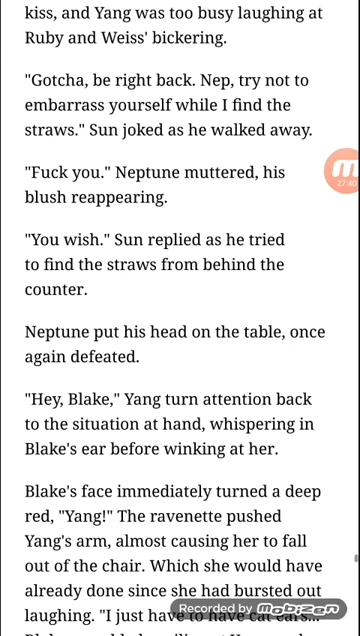 kiss, and Yang was too busy laughing at
Ruby and Weiss' bickering.
"Gotcha, be right back. Nep, try not to
embarrass yourself while I find the
straws." Sun joked as he walked away.
"Fuck you." Neptune muttered, his
blush reappearing.
27:40
"You wish." Sun replied as he tried
to find the straws from behind the
counter.
Neptune put his head on the table, once
again defeated.
"Hey, Blake," Yang turn attention back
to the situation at hand, whispering in
Blake's ear before winking at her.
Blake's face immediately turned a deep
red, "Yang!" The ravenette pushed
Yang's arm, almost causing her to fall
out of the chair. Which she would have
already done since she had bursted out
Recorded by Mobizen
laughing. "I just have to have cat ears...